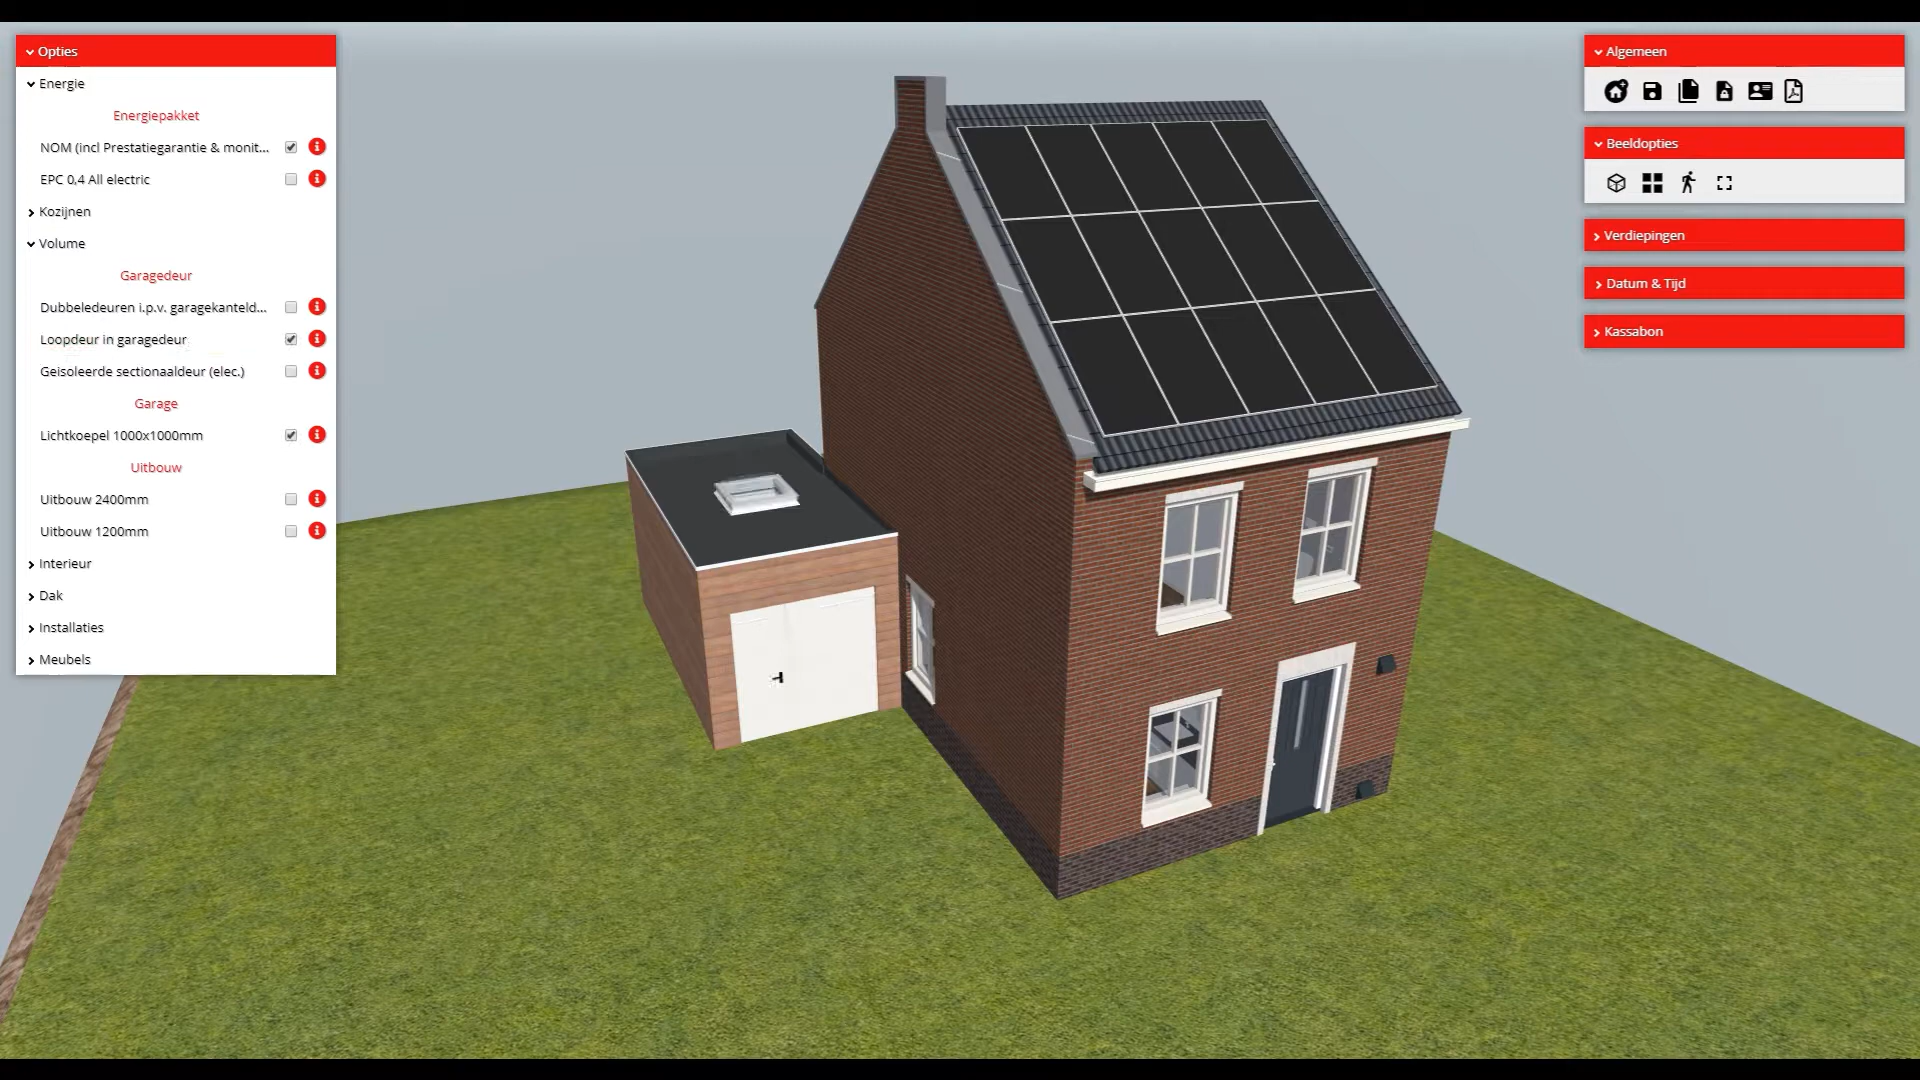 Opties
Energie
Energiepakket
NOM (incl Prestatiegarantie & monit...
EPC 0,4 All electric
Kozijnen
Volume
Garagedeur
Dubbeledeuren i.p.v. garagekanteld...
Loopdeur in garagedeur
Geisoleerde sectionaaldeur (elec.)
Garage
Lichtkoepel 1000x1000mm
Uitbouw
Uitbouw 2400mm
Uitbouw 1200mm
Interieur
Dak
Installaties
Meubels
Algemeen
Beeldopties
Verdiepingen
Datum & Tijd
Kassabon